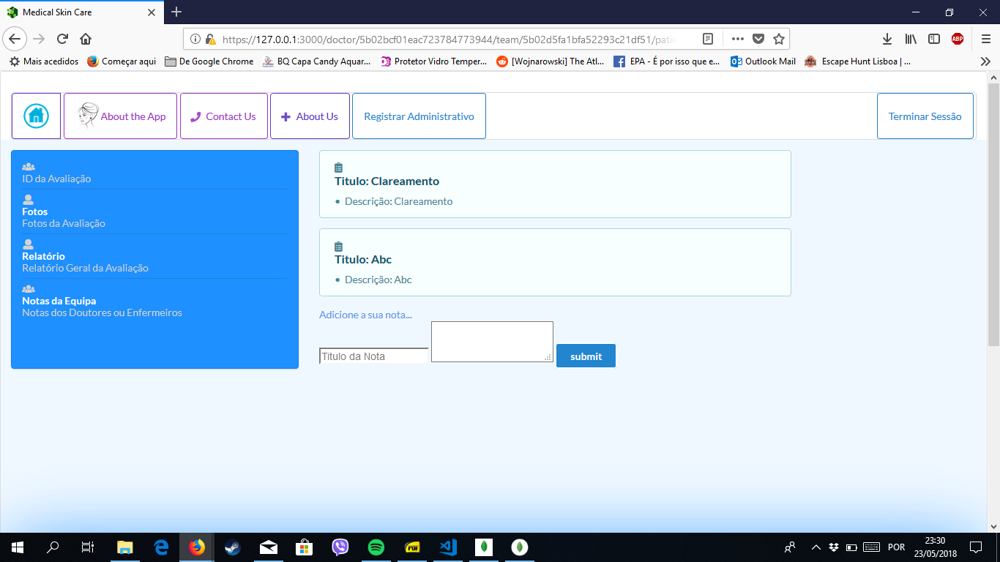 Medical Skin Care
https://127.0.0.1:3000/doctor/5b02bcf01eac723784773944/team/5b02d5fa1bfa52293c21df51/patie
ABP
Mais acedidos
Começar aqui
De Google Chrome
BQ Capa Candy Aquar...
Protetor Vidro Temper...
[Wojnarowski] The Atl...
EPA - É por isso que e...
Outlook Mail
Escape Hunt Lisboa | ...
About the App
Contact Us
About Us
Registrar Administrativo
Terminar Sessão
ID da Avaliação
Fotos
Fotos da Avaliação
Relatório
Relatório Geral da Avaliação
Notas da Equipa
Notas dos Doutores ou Enfermeiros
Titulo: Clareamento
Descrição: Clareamento
Titulo: Abc
Descrição: Abc
Adicione a sua nota...
Titulo da Nota
submit
PDF
POR
23:30
23/05/2018